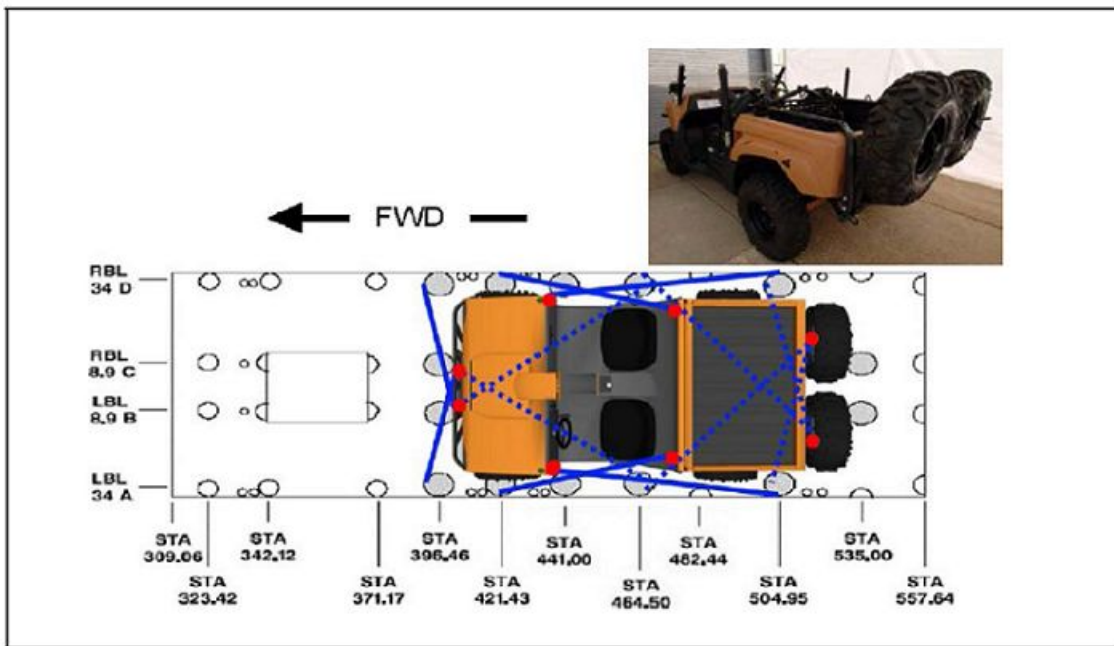 FWD
RBL
34 D
RBL
8.9 C
LBL
8.9 B
LBL
34 A
STA
309.06
STA
342.12
STA
396.46
STA
441.00
STA
482.44
STA
535.00
STA
323.42
STA
371.17
STA
421.43
STA
464.50
STA
504.95
STA
557.64